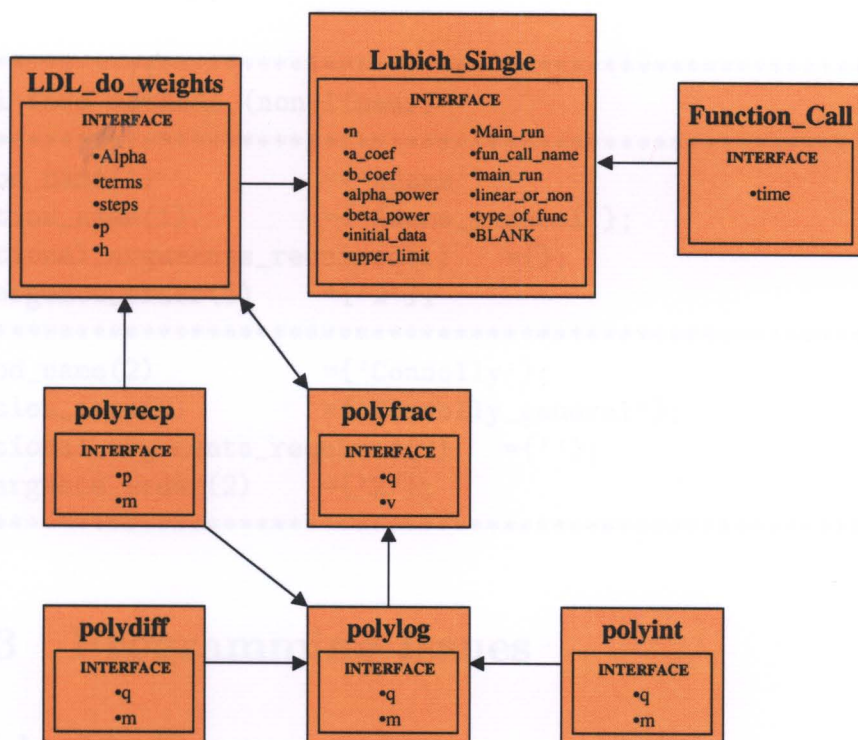 LDL_do_weights
INTERFACE
•Alpha
•terms
•steps
•p
•h
Lubich_Single
INTERFACE
•n
•a_coef
•b_coef
•alpha_power
•beta_power
•initial_data
•upper_limit
•Main_run
•fun_call_name
•main_run
•linear_or_non
•type_of_func
•BLANK
Function_Call
INTERFACE
•time
polyrecp
INTERFACE
•p
•m
polyfrac
INTERFACE
•q
•v
polydiff
INTERFACE
•q
•m
polylog
INTERFACE
•q
•m
polyint
INTERFACE
•q
•m